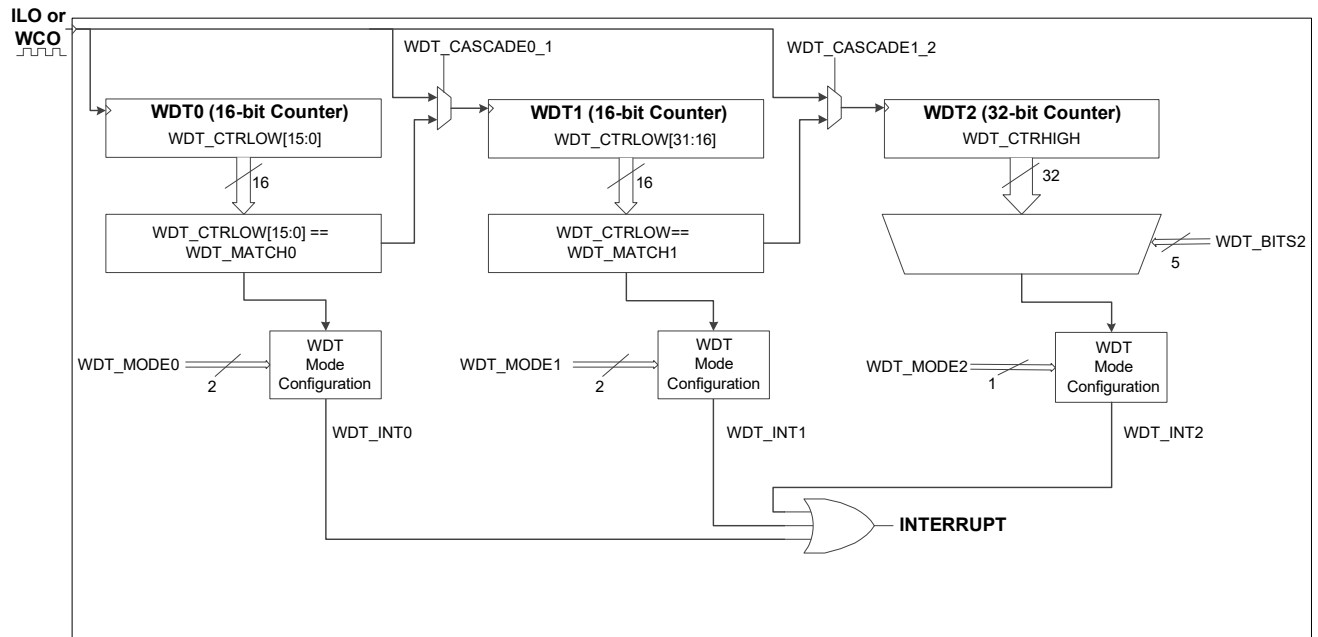 ILO or
WCO
WDT_CASCADE0_1
WDT_CASCADE1_2
WDT0 (16-bit Counter)
WDT_CTRLOW[15:0]
WDT1 (16-bit Counter)
WDT_CTRLOW[31:16]
WDT2 (32-bit Counter)
WDT_CTRHIGH
16
16
32
WDT_CTRLOW[15:0] ==
WDT_MATCH0
WDT_CTRLOW==
WDT_MATCH1
WDT_BITS2
5
WDT_MODE0
2
WDT
Mode
Configuration
WDT_MODE1
2
WDT
Mode
Configuration
WDT_MODE2
1
WDT
Mode
Configuration
WDT_INT0
WDT_INT1
WDT_INT2
INTERRUPT